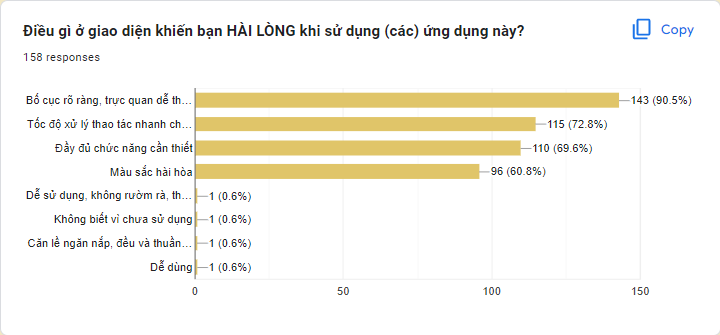 Điều gì ở giao diện khiến bạn HÀI LÒNG khi sử dụng (các) ứng dụng này?
Copy
158 responses
Bố cục rõ ràng, trực quan dễ th…
143 (90.5%)
Tốc độ xử lý thao tác nhanh ch…
115 (72.8%)
Đầy đủ chức năng cần thiết
110 (69.6%)
Màu sắc hài hòa
96 (60.8%)
Dễ sử dụng, không rườm rà, th…
1 (0.6%)
Không biết vì chưa sử dụng
1 (0.6%)
Căn lề ngăn nắp, đều và thuần…
1 (0.6%)
Dễ dùng
1 (0.6%)
0
50
100
150